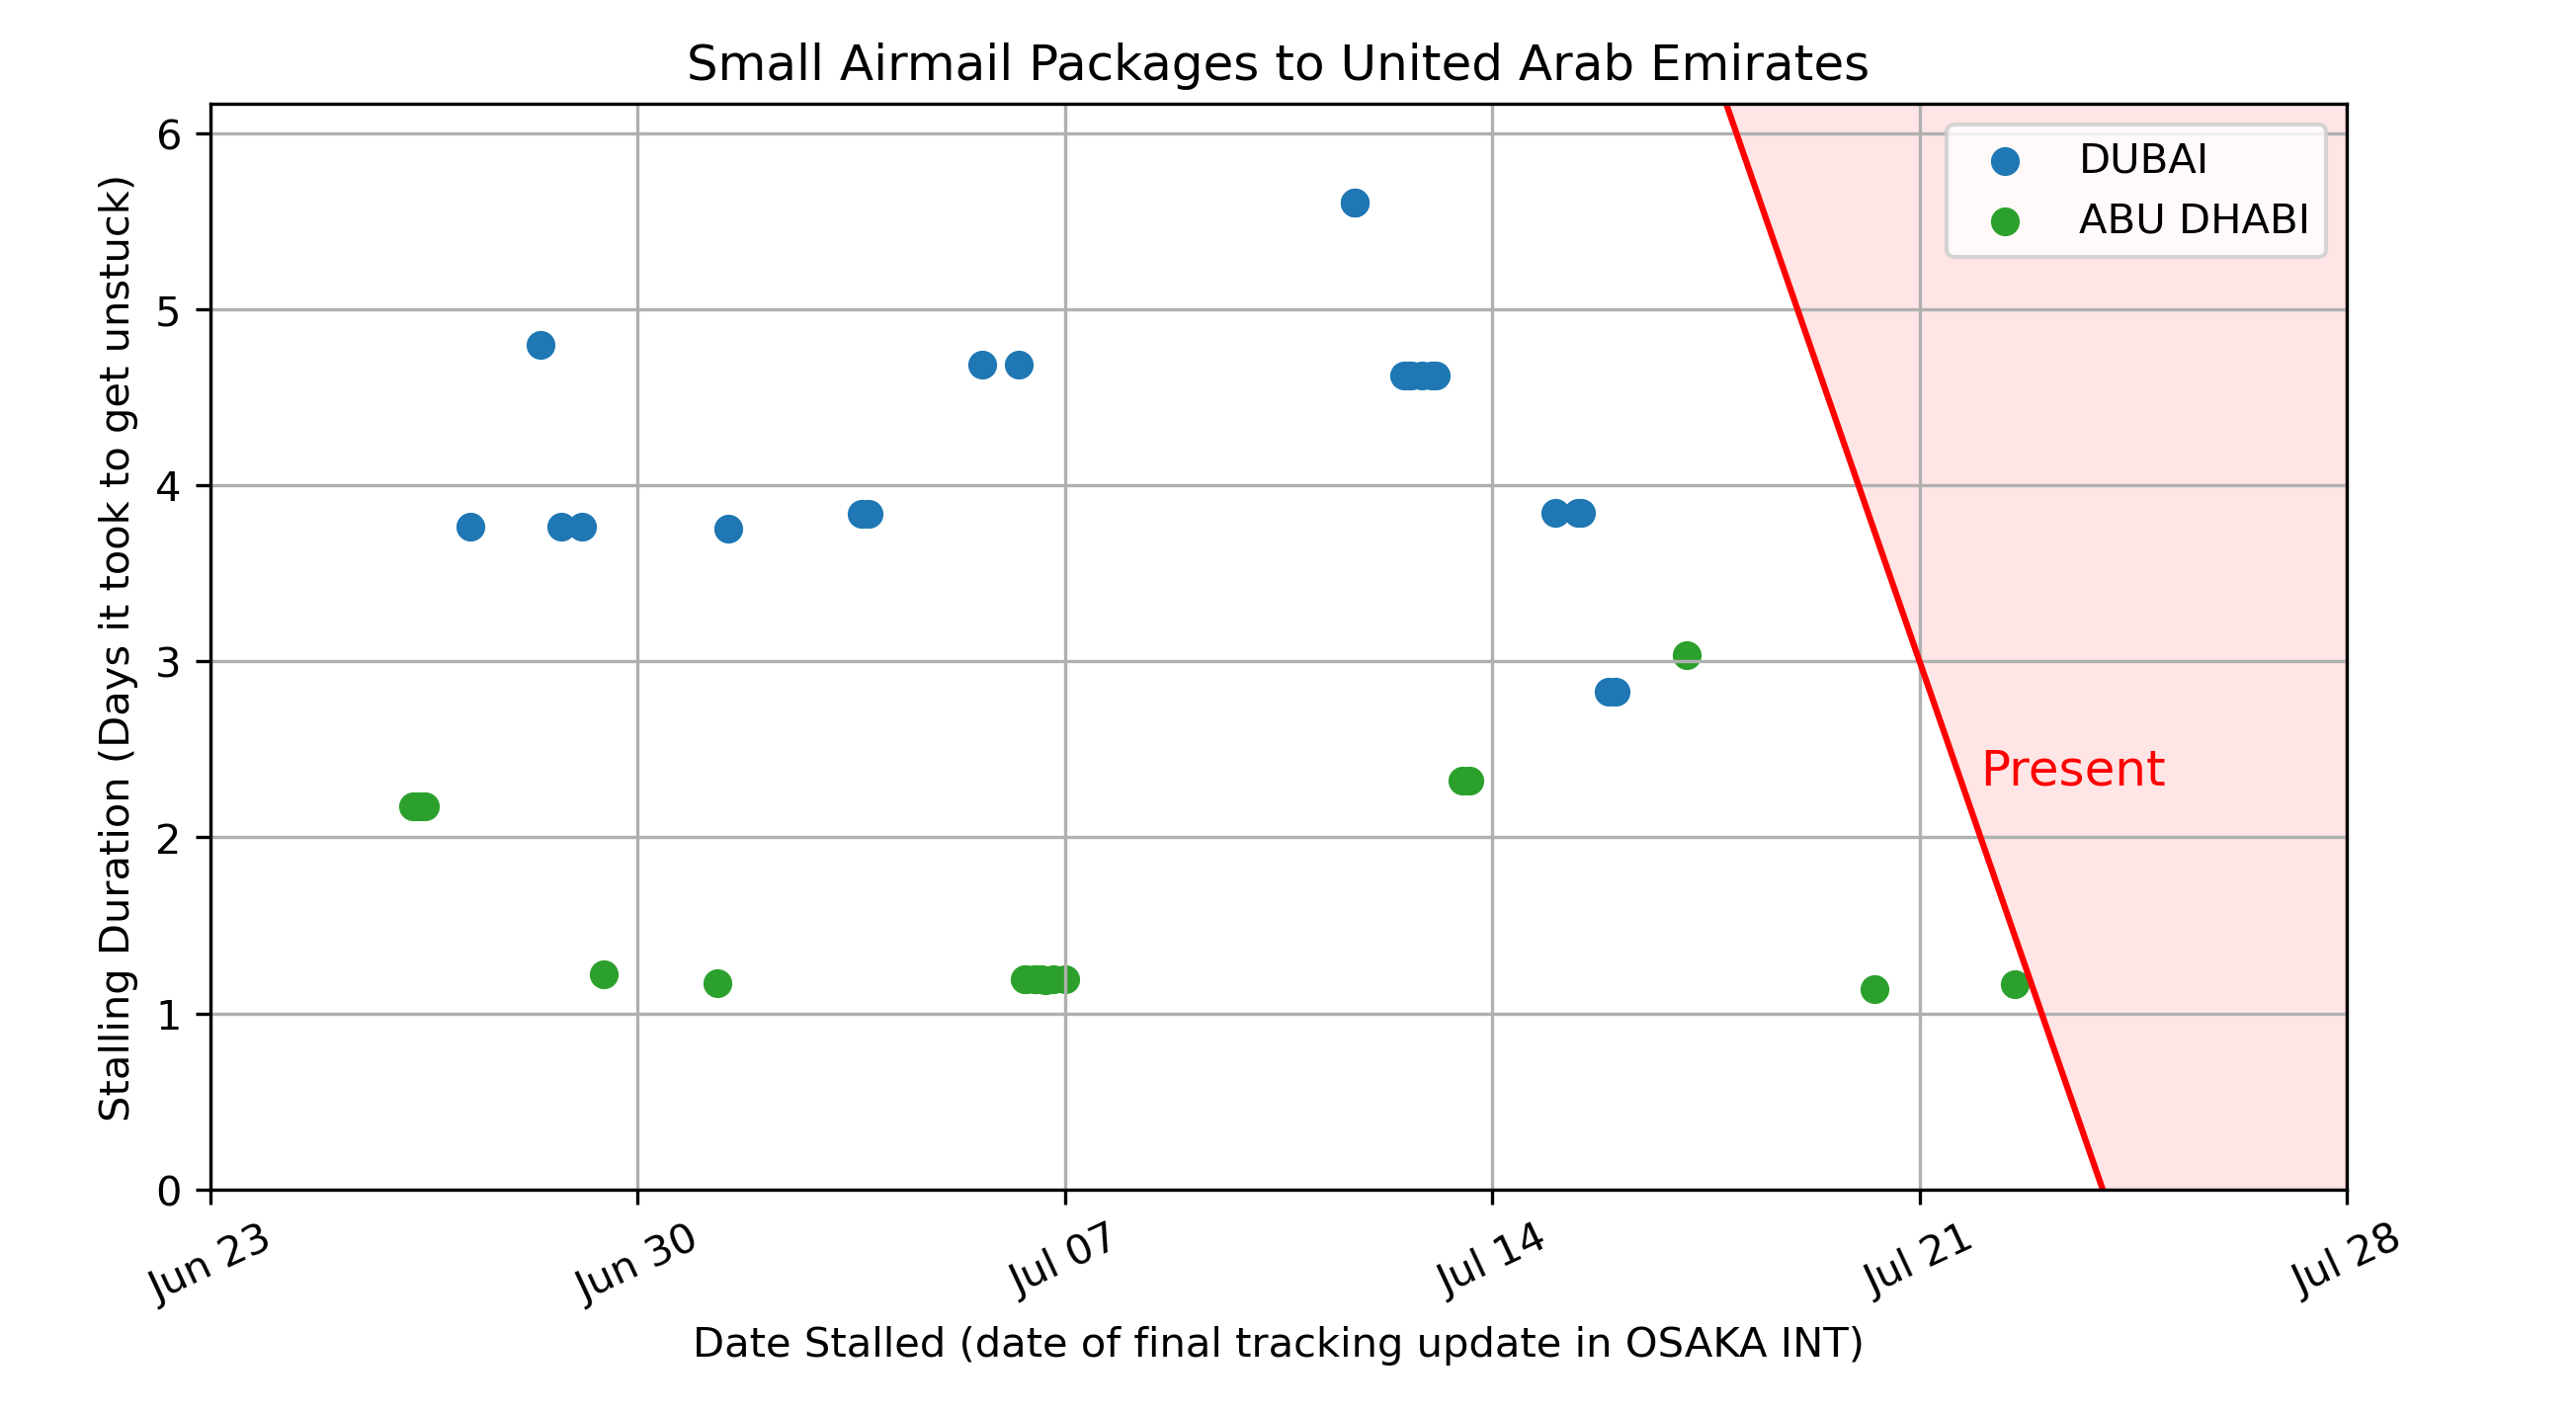 Small Airmail Packages to United Arab Emirates
DUBAI
ABU DHABI
Present
Stalling Duration (Days it took to get unstuck)
6
5
4
3
2
1
0
Jun 23
Jun 30
Jul 07
Jul 14
Jul 21
Jul 28
Date Stalled (date of final tracking update in OSAKA INT)